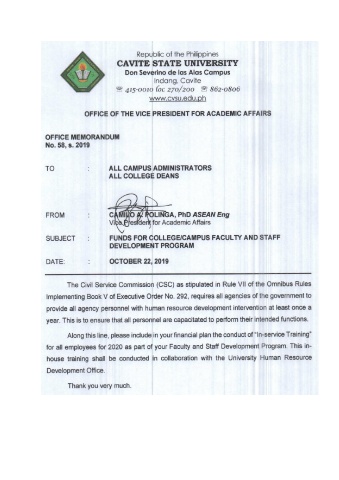 Republic of the Philippines
CAVITE STATE UNIVERSITY
Don Severino de las Alas Campus
Indang, Cavite
☏ 415-0010 loc 270/200 ☏ 862-0806
www.cvsu.edu.ph
OFFICE OF THE VICE PRESIDENT FOR ACADEMIC AFFAIRS
OFFICE MEMORANDUM
No. 58, s. 2019
TO : ALL CAMPUS ADMINISTRATORS
ALL COLLEGE DEANS
FROM : CAMILO A. POLINGA, PhD ASEAN Eng
Vice President for Academic Affairs
SUBJECT : FUNDS FOR COLLEGE/CAMPUS FACULTY AND STAFF
DEVELOPMENT PROGRAM
DATE: : OCTOBER 22, 2019
The Civil Service Commission (CSC) as stipulated in Rule VII of the Omnibus Rules
Implementing Book V of Executive Order No. 292, requires all agencies of the government to
provide all agency personnel with human resource development intervention at least once a
year. This is to ensure that all personnel are capacitated to perform their intended functions.
Along this line, please include in your financial plan the conduct of "In-service Training"
for all employees for 2020 as part of your Faculty and Staff Development Program. This in-
house training shall be conducted in collaboration with the University Human Resource
Development Office.
Thank you very much.